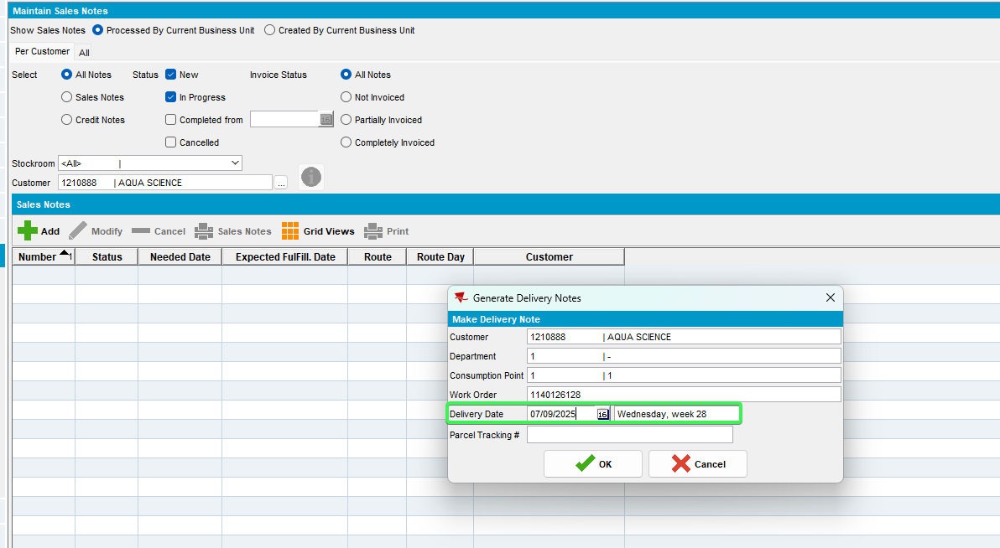 Maintain Sales Notes
Show Sales Notes Processed By Current Business Unit Created By Current Business Unit
Per Customer All
Select All Notes Status New Invoice Status All Notes
Sales Notes In Progress Not Invoiced
Credit Notes Completed from 16 Partially Invoiced
Cancelled Completely Invoiced
Stockroom <All>
Customer 1210888 AQUA SCIENCE ...
Sales Notes
Add Modify Cancel Sales Notes Grid Views Print
Number 1 Status Needed Date Expected FulFill. Date Route Route Day Customer
Generate Delivery Notes
Make Delivery Note
Customer 1210888 AQUA SCIENCE
Department 1 -
Consumption Point 1 1
Work Order 1140126128
Delivery Date 07/09/2025 16 Wednesday, week 28
Parcel Tracking #
OK Cancel